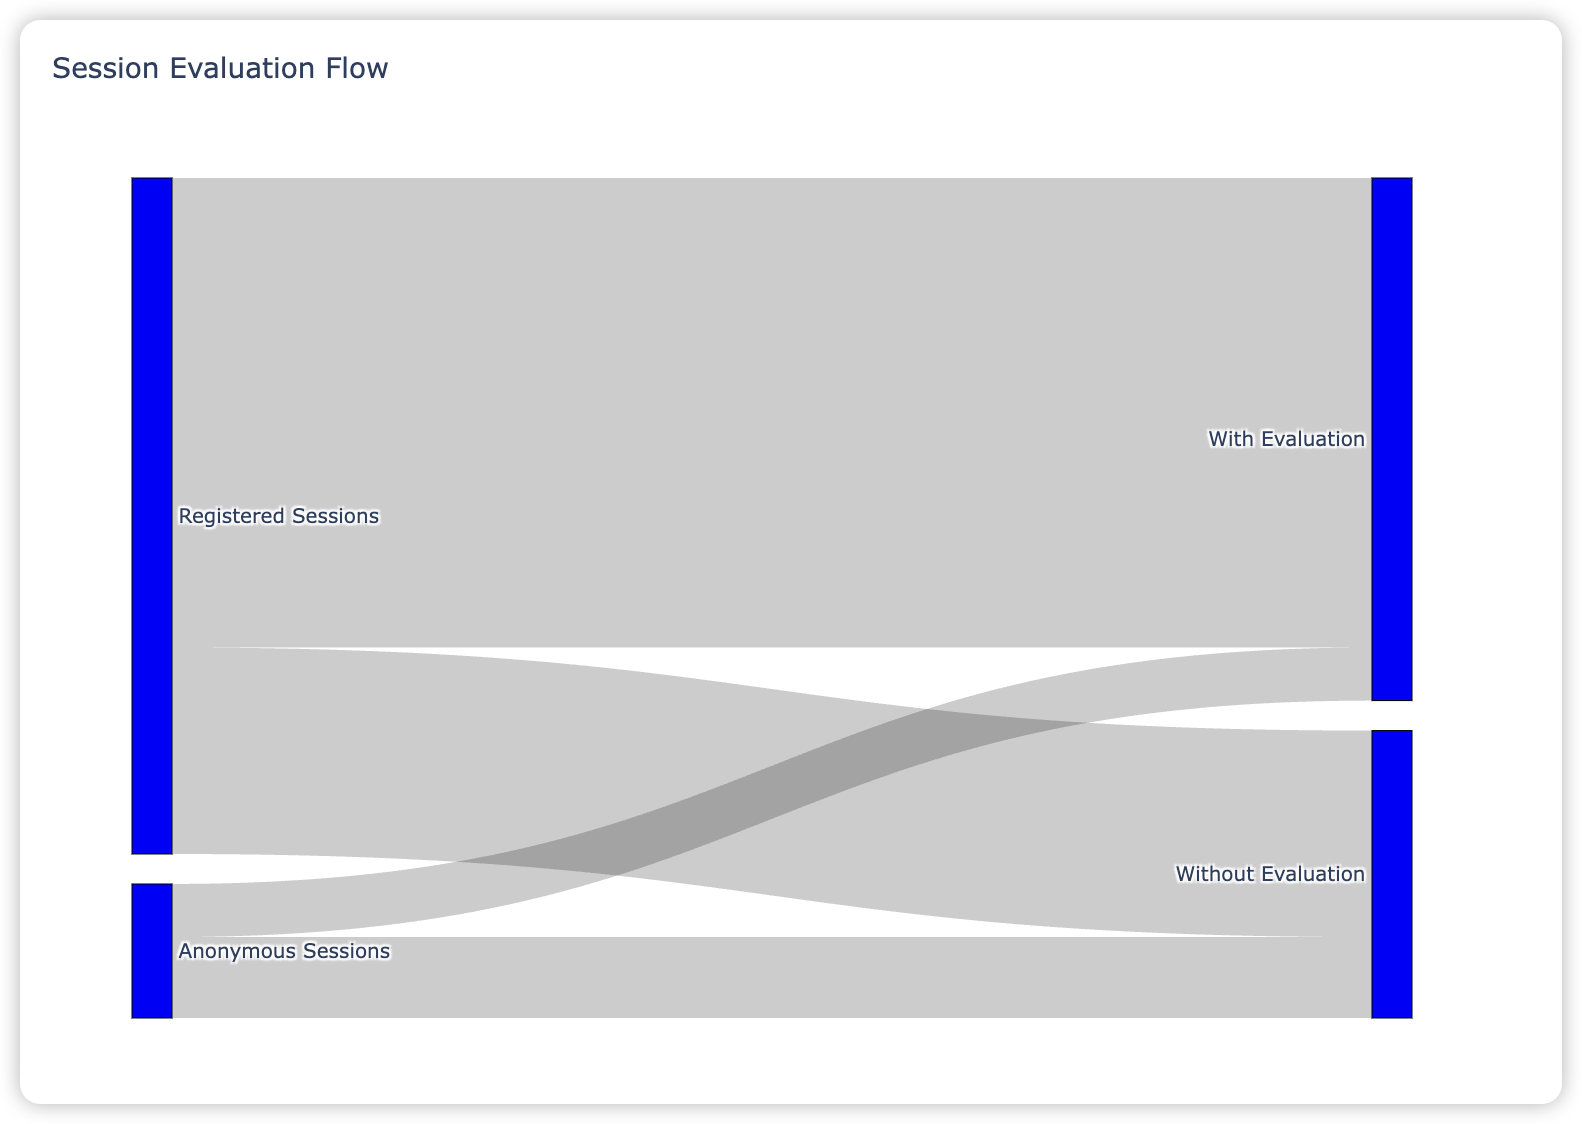 Session Evaluation Flow
With Evaluation
Registered Sessions
Without Evaluation
Anonymous Sessions